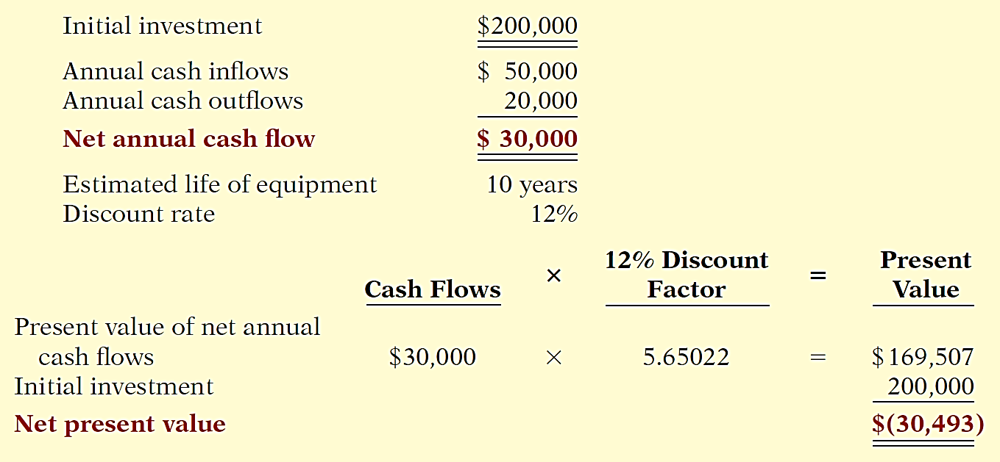 Initial investment $200,000
Annual cash inflows $ 50,000
Annual cash outflows 20,000
Net annual cash flow $ 30,000
Estimated life of equipment 10 years
Discount rate 12%
Cash Flows × 12% Discount Factor = Present Value
Present value of net annual
cash flows $30,000 × 5.65022 = $169,507
Initial investment 200,000
Net present value $(30,493)